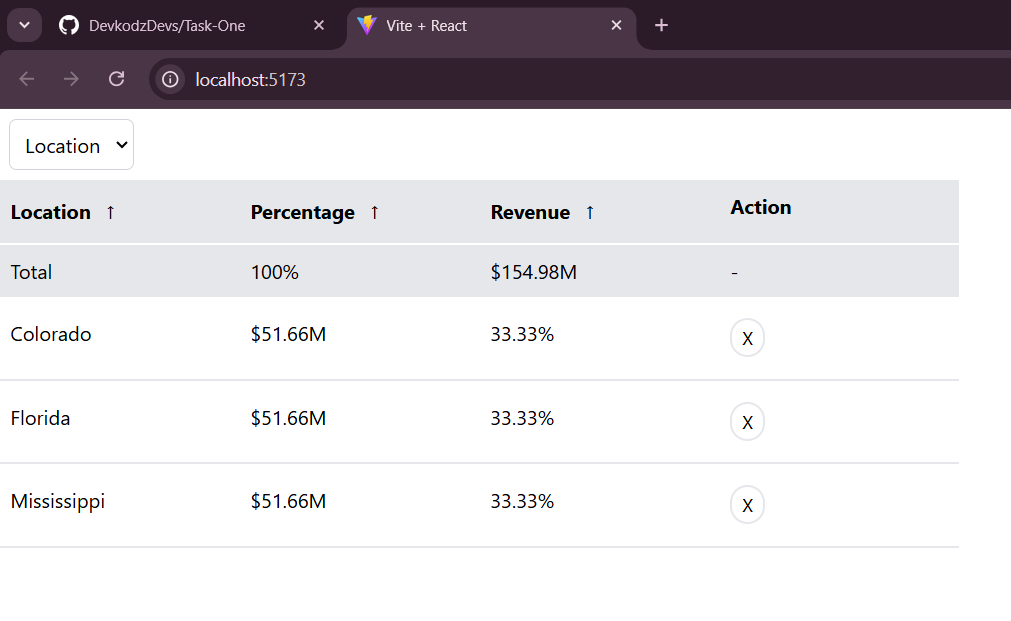 DevkodzDevs/Task-One
Vite + React
localhost:5173
Location
Location ↑ Percentage ↑ Revenue ↑ Action
Total 100% $154.98M -
Colorado $51.66M 33.33% X
Florida $51.66M 33.33% X
Mississippi $51.66M 33.33% X